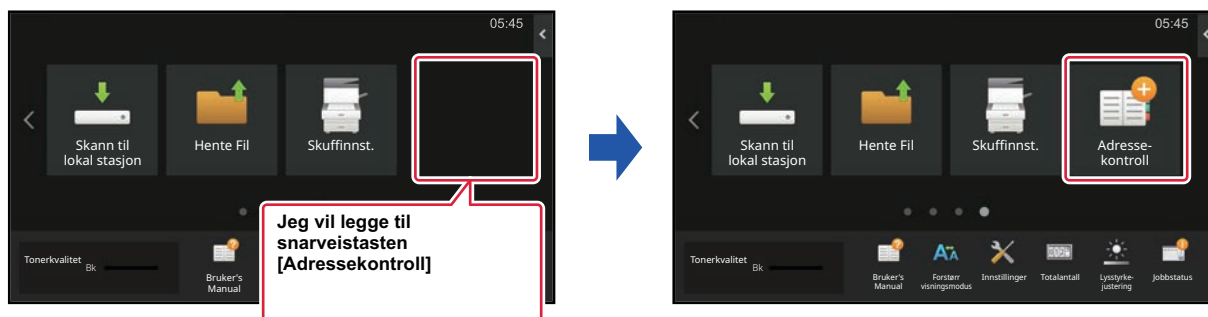 05:45
Skann til
lokal stasjon
Hente Fil
Skuffinnst.
Jeg vil legge til
snarveistasten
[Adressekontroll]
Tonerkvalitet
Bk
Bruker's
Manual
05:45
Skann til
lokal stasjon
Hente Fil
Skuffinnst.
Adresse-
kontroll
Tonerkvalitet
Bk
Bruker's
Manual
Forstørr
visningsmodus
Innstillinger
Totalantall
Lysstyrke-
justering
Jobbstatus